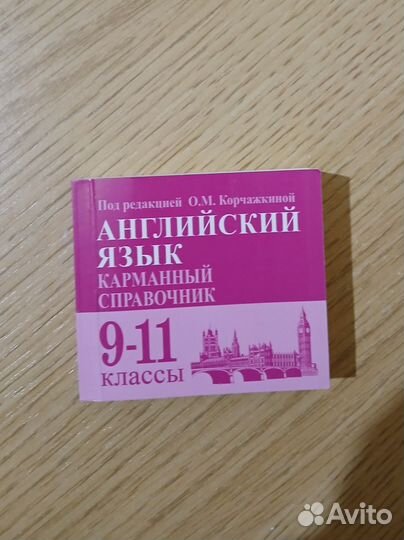 Под редакцией О.М. Корчажкиной
АНГЛИЙСКИЙ
ЯЗЫК
КАРМАННЫЙ
СПРАВОЧНИК
9-11
классы
Avito